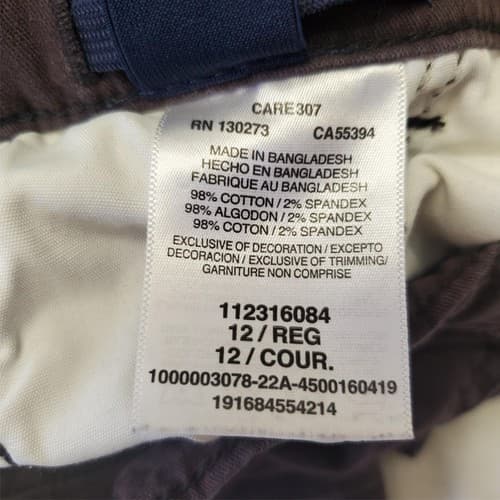 CARE307
RN 130273 CA55394
MADE IN BANGLADESH
HECHO EN BANGLADESH
FABRIQUE AU BANGLADESH
98% COTTON / 2% SPANDEX
98% ALGODON / 2% SPANDEX
98% COTON / 2% SPANDEX
EXCLUSIVE OF DECORATION / EXCEPTO
DECORACION / EXCLUSIVE OF TRIMMING/
GARNITURE NON COMPRISE
112316084
12 / REG
12 / COUR.
1000003078-22A-4500160419
191684554214